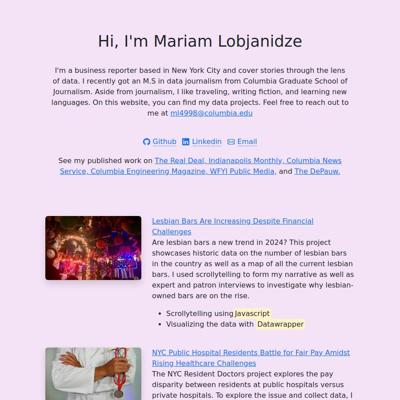 Hi, I'm Mariam Lobjanidze
I'm a business reporter based in New York City and cover stories through the lens
of data. I recently got an M.S in data journalism from Columbia Graduate School of
Journalism. Aside from journalism, I like traveling, writing fiction, and learning new
languages. On this website, you can find my data projects. Feel free to reach out to
me at ml4998@columbia.edu
Github Linkedin Email
See my published work on The Real Deal, Indianapolis Monthly, Columbia News
Service, Columbia Engineering Magazine, WFYI Public Media, and The DePauw.
Lesbian Bars Are Increasing Despite Financial
Challenges
Are lesbian bars a new trend in 2024? This project
showcases historic data on the number of lesbian bars
in the country as well as a map of all the current lesbian
bars. I used scrollytelling to form my narrative as well as
expert and patron interviews to investigate why lesbian-
owned bars are on the rise.
• Scrollytelling using Javascript
• Visualizing the data with Datawrapper
NYC Public Hospital Residents Battle for Fair Pay Amidst
Rising Healthcare Challenges
The NYC Resident Doctors project explores the pay
disparity between residents at public hospitals versus
private hospitals. To explore the issue and collect data, I